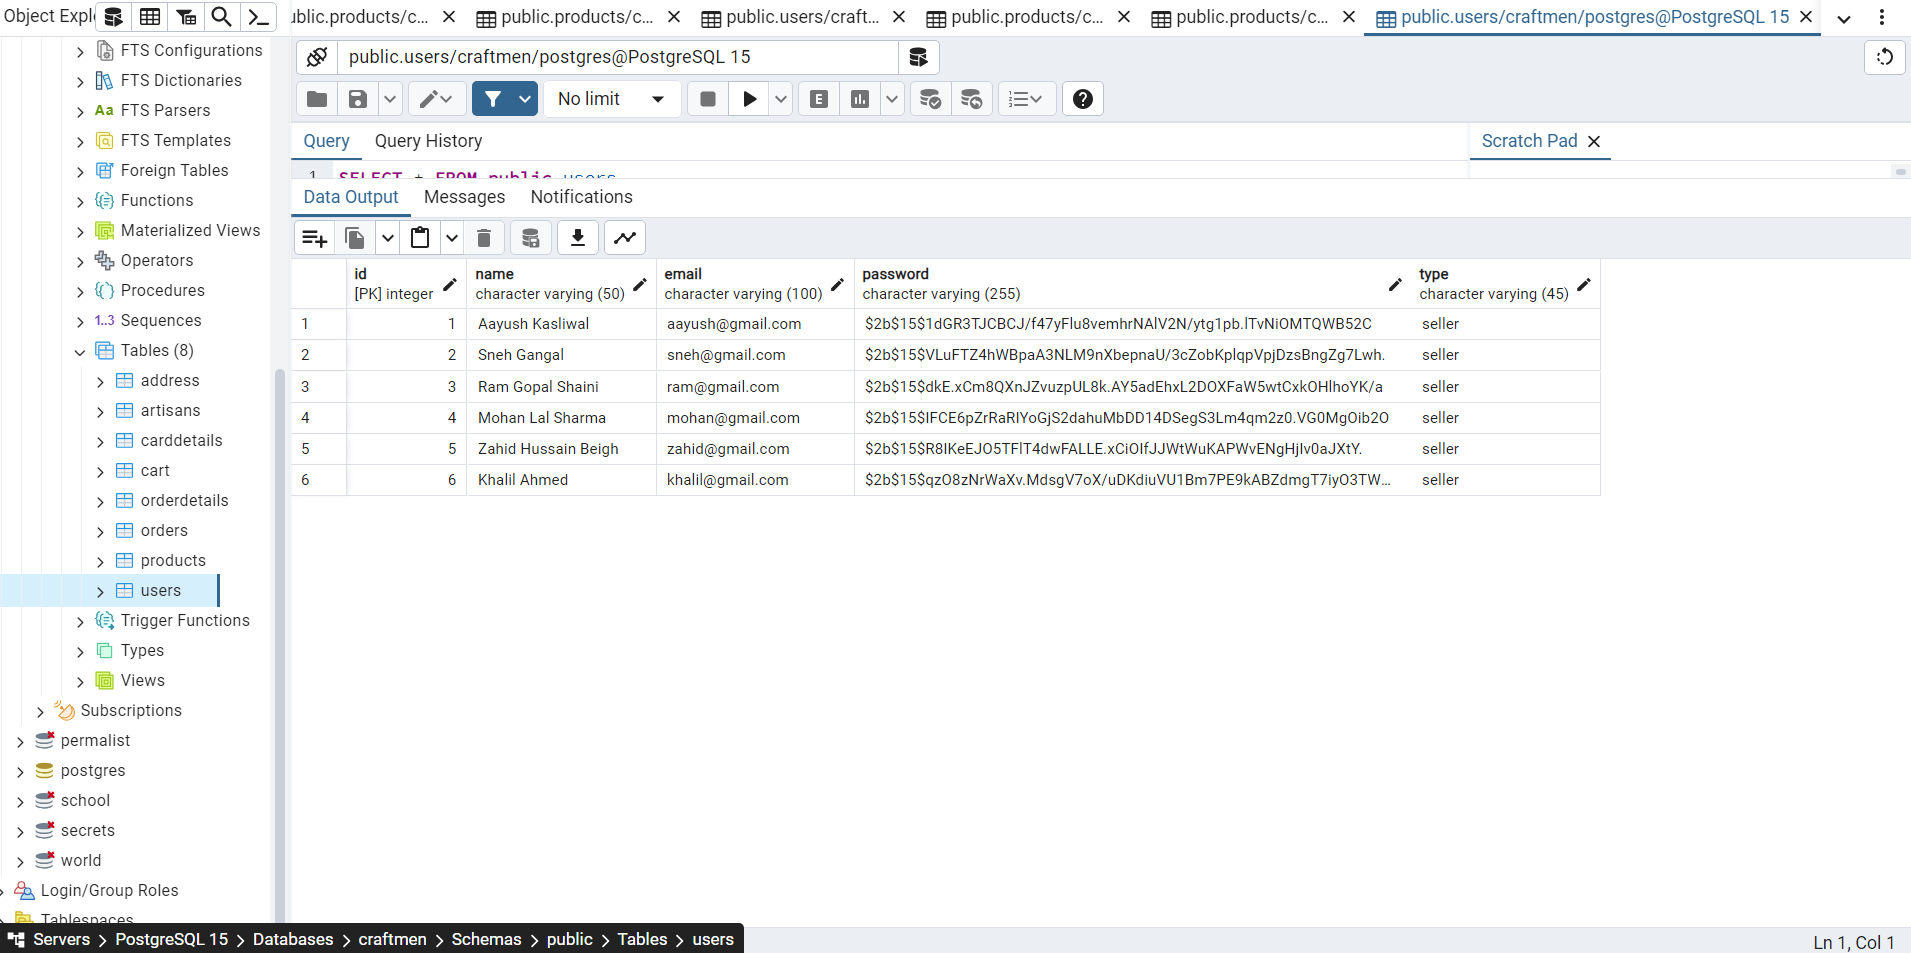 Object Expl
public.products/c...
public.products/c...
public.users/craft...
public.products/c...
public.products/c...
public.users/craftmen/postgres@PostgreSQL 15
FTS Configurations
FTS Dictionaries
Aa FTS Parsers
FTS Templates
Foreign Tables
Functions
Materialized Views
Operators
Procedures
1..3 Sequences
Tables (8)
address
artisans
carddetails
cart
orderdetails
orders
products
users
Trigger Functions
Types
Views
Subscriptions
permalist
postgres
school
secrets
world
Login/Group Roles
Tablespaces
public.users/craftmen/postgres@PostgreSQL 15
No limit
E
Query Query History
Scratch Pad
1 SELECT * FROM public.users
Data Output Messages Notifications
id [PK] integer
name character varying (50)
email character varying (100)
password character varying (255)
type character varying (45)
1 1 Aayush Kasliwal aayush@gmail.com $2b$15$1dGR3TJCBCJ/f47yFlu8vemhrNAlV2N/ytg1pb.lTvNiOMTQWB52C seller
2 2 Sneh Gangal sneh@gmail.com $2b$15$VLuFTZ4hWBpaA3NLM9nXbepnaU/3cZobKplqpVpjDzsBngZg7Lwh. seller
3 3 Ram Gopal Shaini ram@gmail.com $2b$15$dkE.xCm8QXnJZvuzpUL8k.AY5adEhxL2DOXFaW5wtCxkOHlhoYK/a seller
4 4 Mohan Lal Sharma mohan@gmail.com $2b$15$IFCE6pZrRaRIYoGjS2dahuMbDD14DSegS3Lm4qm2z0.VG0MgOib2O seller
5 5 Zahid Hussain Beigh zahid@gmail.com $2b$15$R8IKeEJO5TFlT4dwFALLE.xCiOIfJJWtWuKAPWvENgHjIv0aJXtY. seller
6 6 Khalil Ahmed khalil@gmail.com $2b$15$qzO8zNrWaXv.MdsgV7oX/uDKdiuVU1Bm7PE9kABZdmgT7iyO3TW... seller
Servers > PostgreSQL 15 > Databases > craftmen > Schemas > public > Tables > users
Ln 1, Col 1